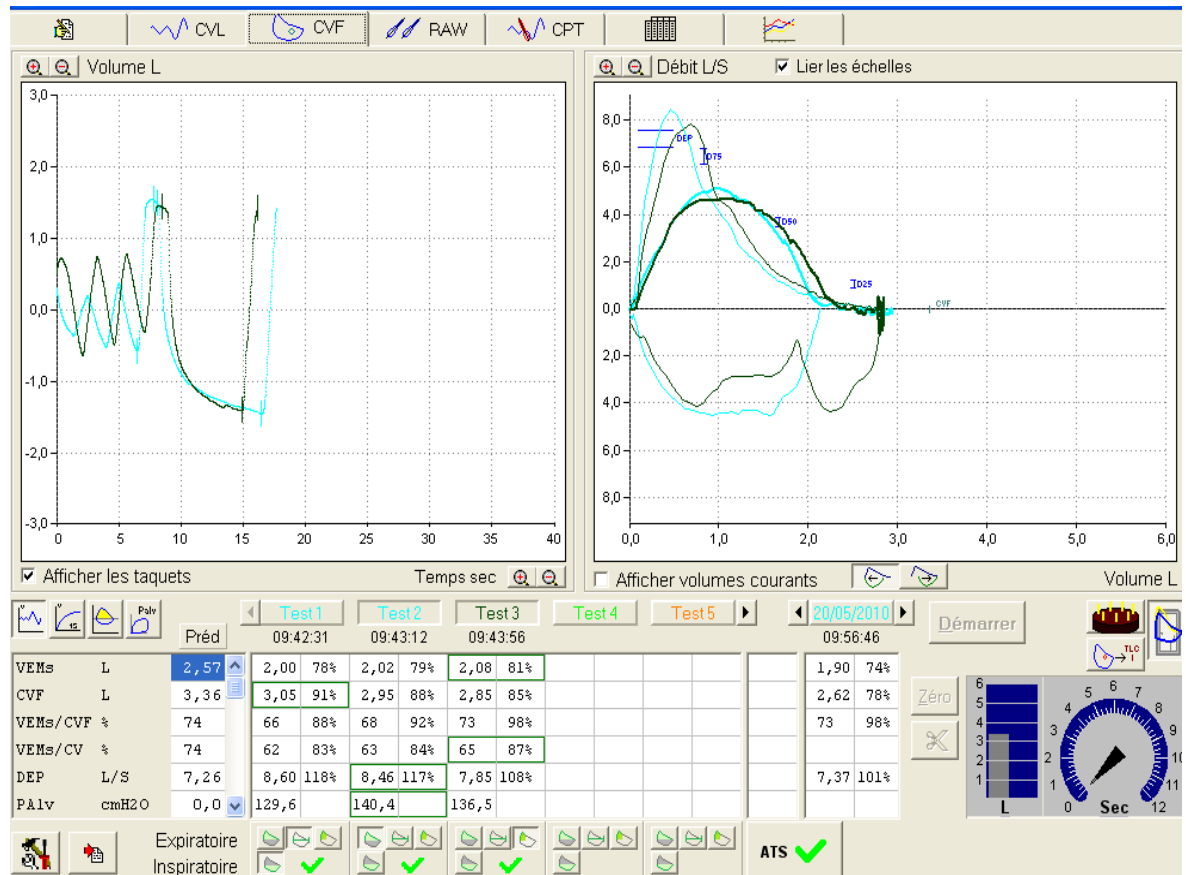 CVL CVF RAW CPT
Volume L
3,0
2,0
1,0
0,0
-1,0
-2,0
-3,0
0 5 10 15 20 25 30 35 40
Afficher les taquets Temps sec
Débit L/S Lier les échelles
8,0
6,0
4,0
2,0
0,0
2,0
4,0
6,0
8,0
DEP
D75
D50
D25
CVF
0,0 1,0 2,0 3,0 4,0 5,0 6,0
Afficher volumes courants Volume L
Palv Préd Test 1 Test 2 Test 3 Test 4 Test 5 20/05/2010 Démarrer
09:42:31 09:43:12 09:43:56 09:56:46
TLC
VEMs L 2,57 2,00 78% 2,02 79% 2,08 81% 1,90 74%
CVF L 3,36 3,05 91% 2,95 88% 2,85 85% 2,62 78%
VEMs/CVF % 74 66 88% 68 92% 73 98% 73 98%
VEMs/CV % 74 62 83% 63 84% 65 87%
DEP L/S 7,26 8,60 118% 8,46 117% 7,85 108% 7,37 101%
PAlv cmH2O 0,0 129,6 140,4 136,5
Zéro
6
5
4
3
2
1
L
0 1 2 3 4 5 6 7 8 9 10 11 12
Sec
Expiratoire
Inspiratoire
ATS